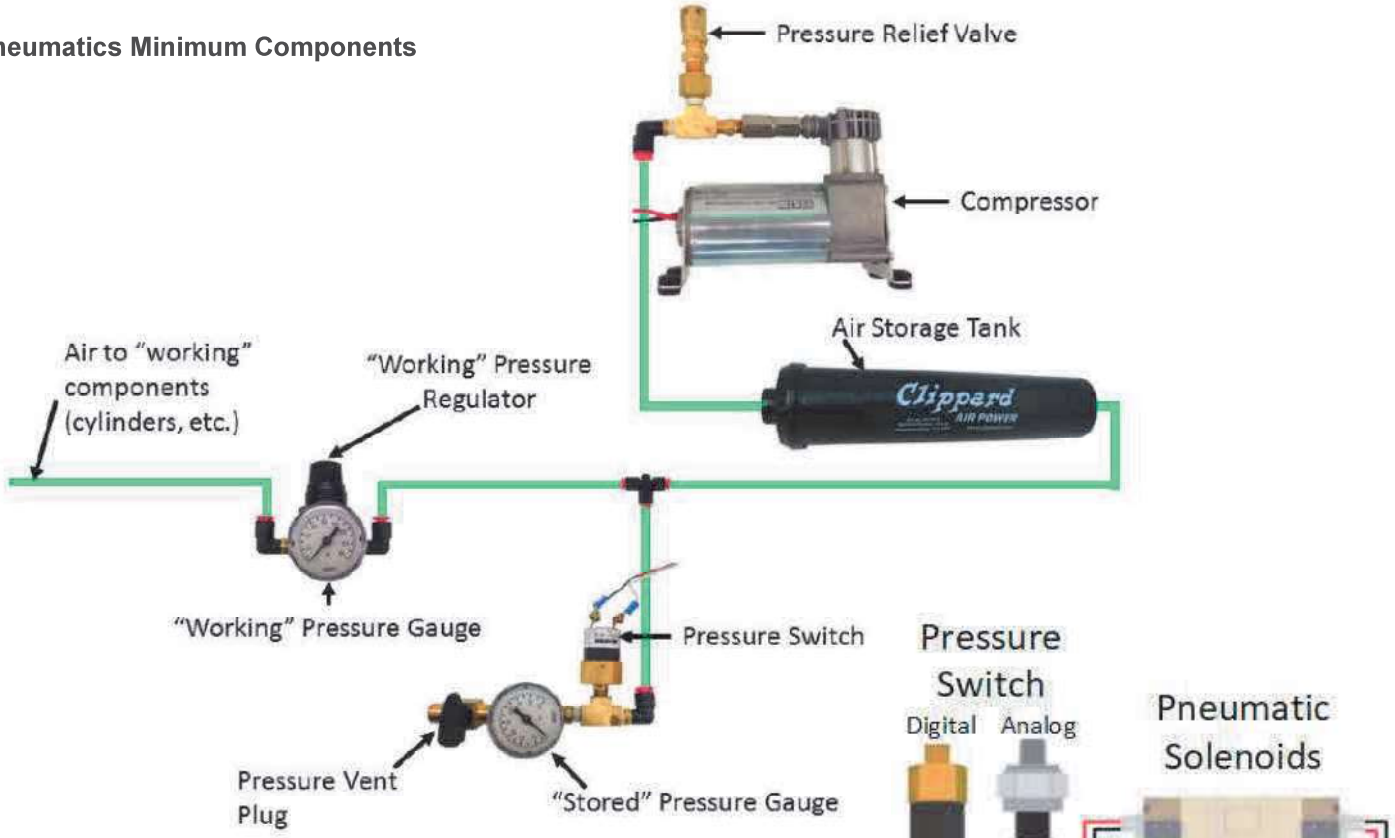 neumatics Minimum Components
Pressure Relief Valve
Compressor
Air Storage Tank
Clippard
AIR POWER
Air to “working”
components
(cylinders, etc.)
“Working” Pressure
Regulator
“Working” Pressure Gauge
Pressure Switch
Pressure Vent
Plug
“Stored” Pressure Gauge
Pressure
Switch
Digital Analog
Pneumatic
Solenoids